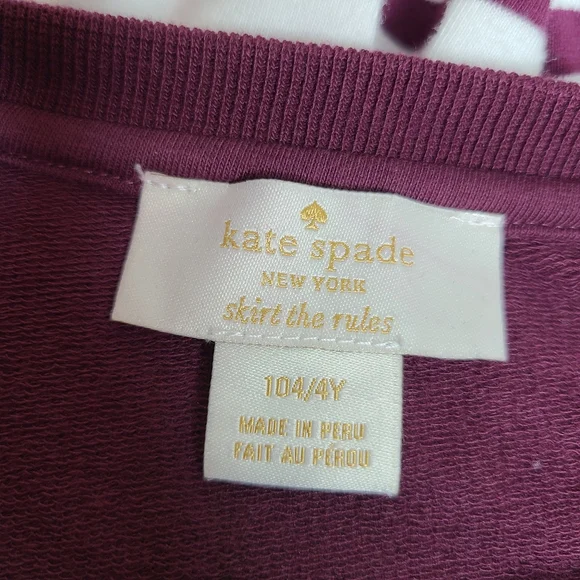 kate spade
NEW YORK
skirt the rules
104/4Y
MADE IN PERU
FAIT AU PÉROU